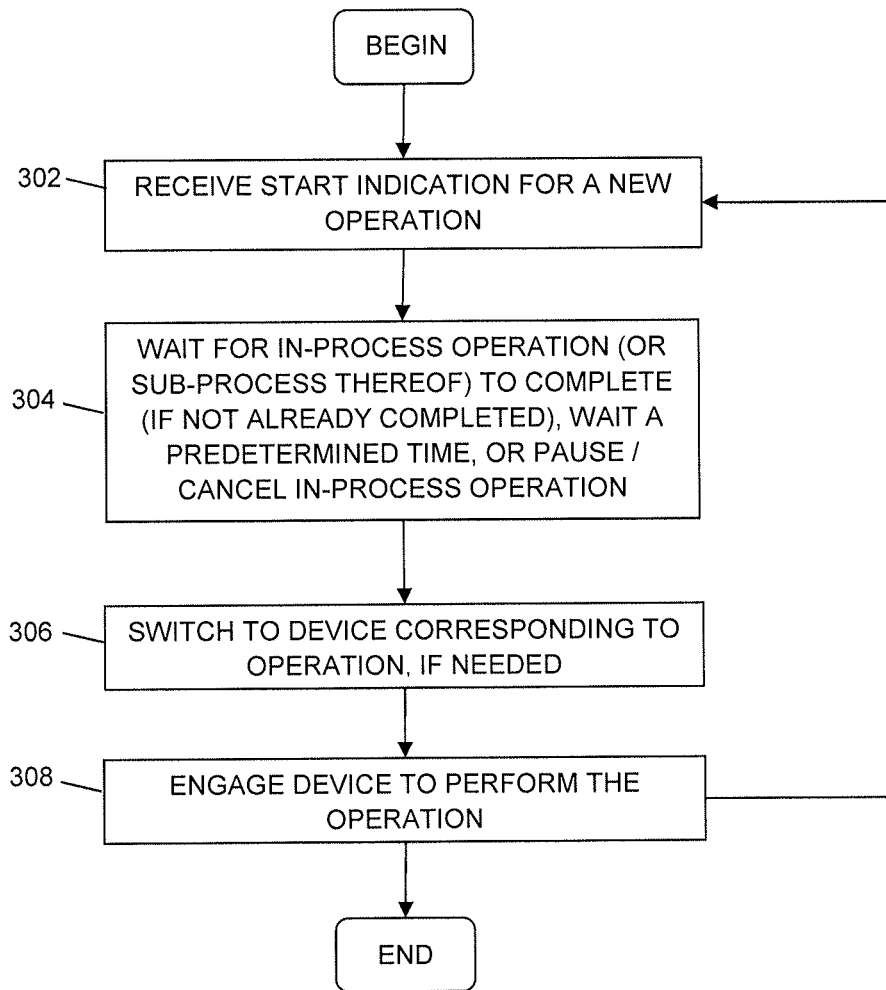 BEGIN
302
RECEIVE START INDICATION FOR A NEW
OPERATION
304
WAIT FOR IN-PROCESS OPERATION (OR
SUB-PROCESS THEREOF) TO COMPLETE
(IF NOT ALREADY COMPLETED), WAIT A
PREDETERMINED TIME, OR PAUSE /
CANCEL IN-PROCESS OPERATION
306
SWITCH TO DEVICE CORRESPONDING TO
OPERATION, IF NEEDED
308
ENGAGE DEVICE TO PERFORM THE
OPERATION
END